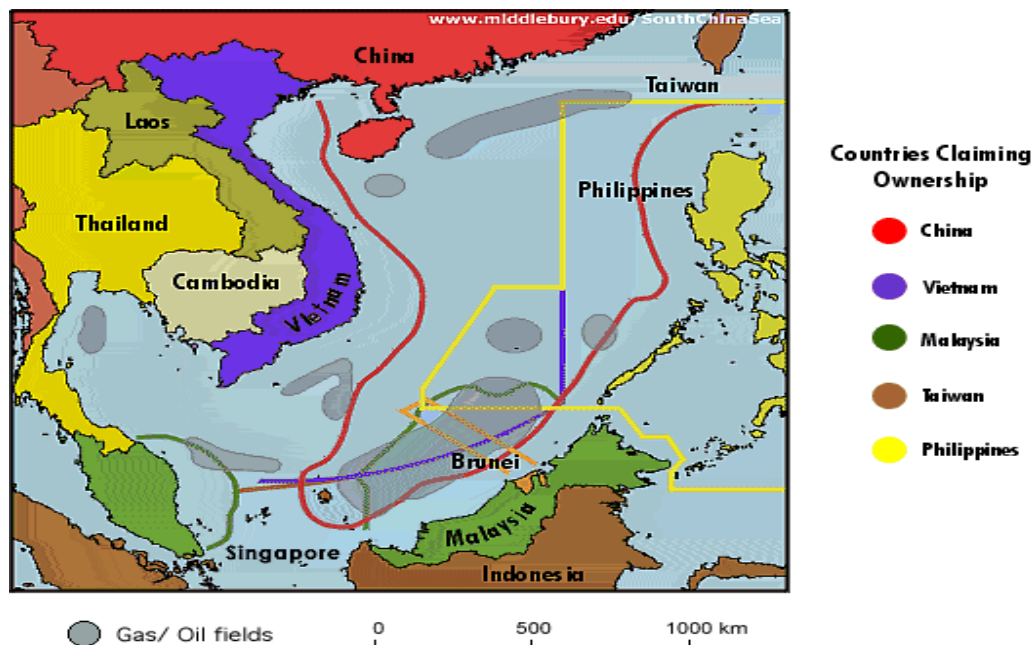 www.middlebury.edu/SouthChinaSea
China
Taiwan
Laos
Philippines
Thailand
Cambodia
Vietnam
Brunei
Malaysia
Singapore
Indonesia
Countries Claiming
Ownership
China
Vietnam
Malaysia
Taiwan
Philippines
Gas/ Oil fields
0 500 1000 km